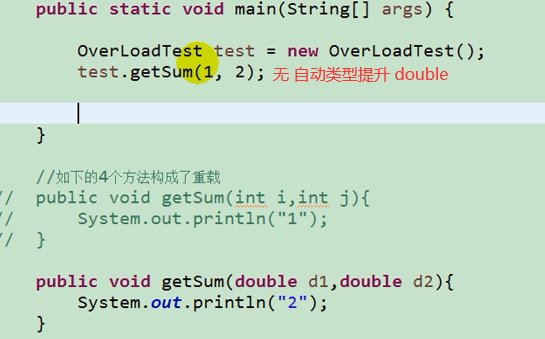 public static void main(String[] args) {
OverLoadTest test = new OverLoadTest();
test.getSum(1, 2); 无 自动类型提升 double
}
//如下的4个方法构成了重载
// public void getSum(int i,int j){
// System.out.println("1");
// }
public void getSum(double d1,double d2){
System.out.println("2");
}